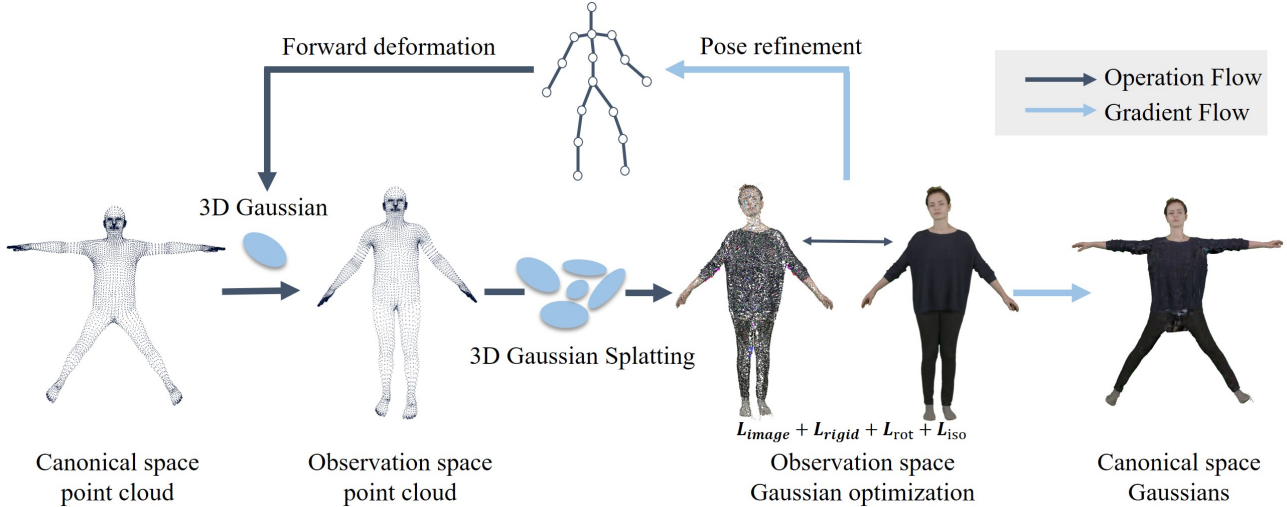 Forward deformation
Pose refinement
Operation Flow
Gradient Flow
3D Gaussian
3D Gaussian Splatting
L_image + L_rigid + L_rot + L_iso
Canonical space
point cloud
Observation space
point cloud
Observation space
Gaussian optimization
Canonical space
Gaussians